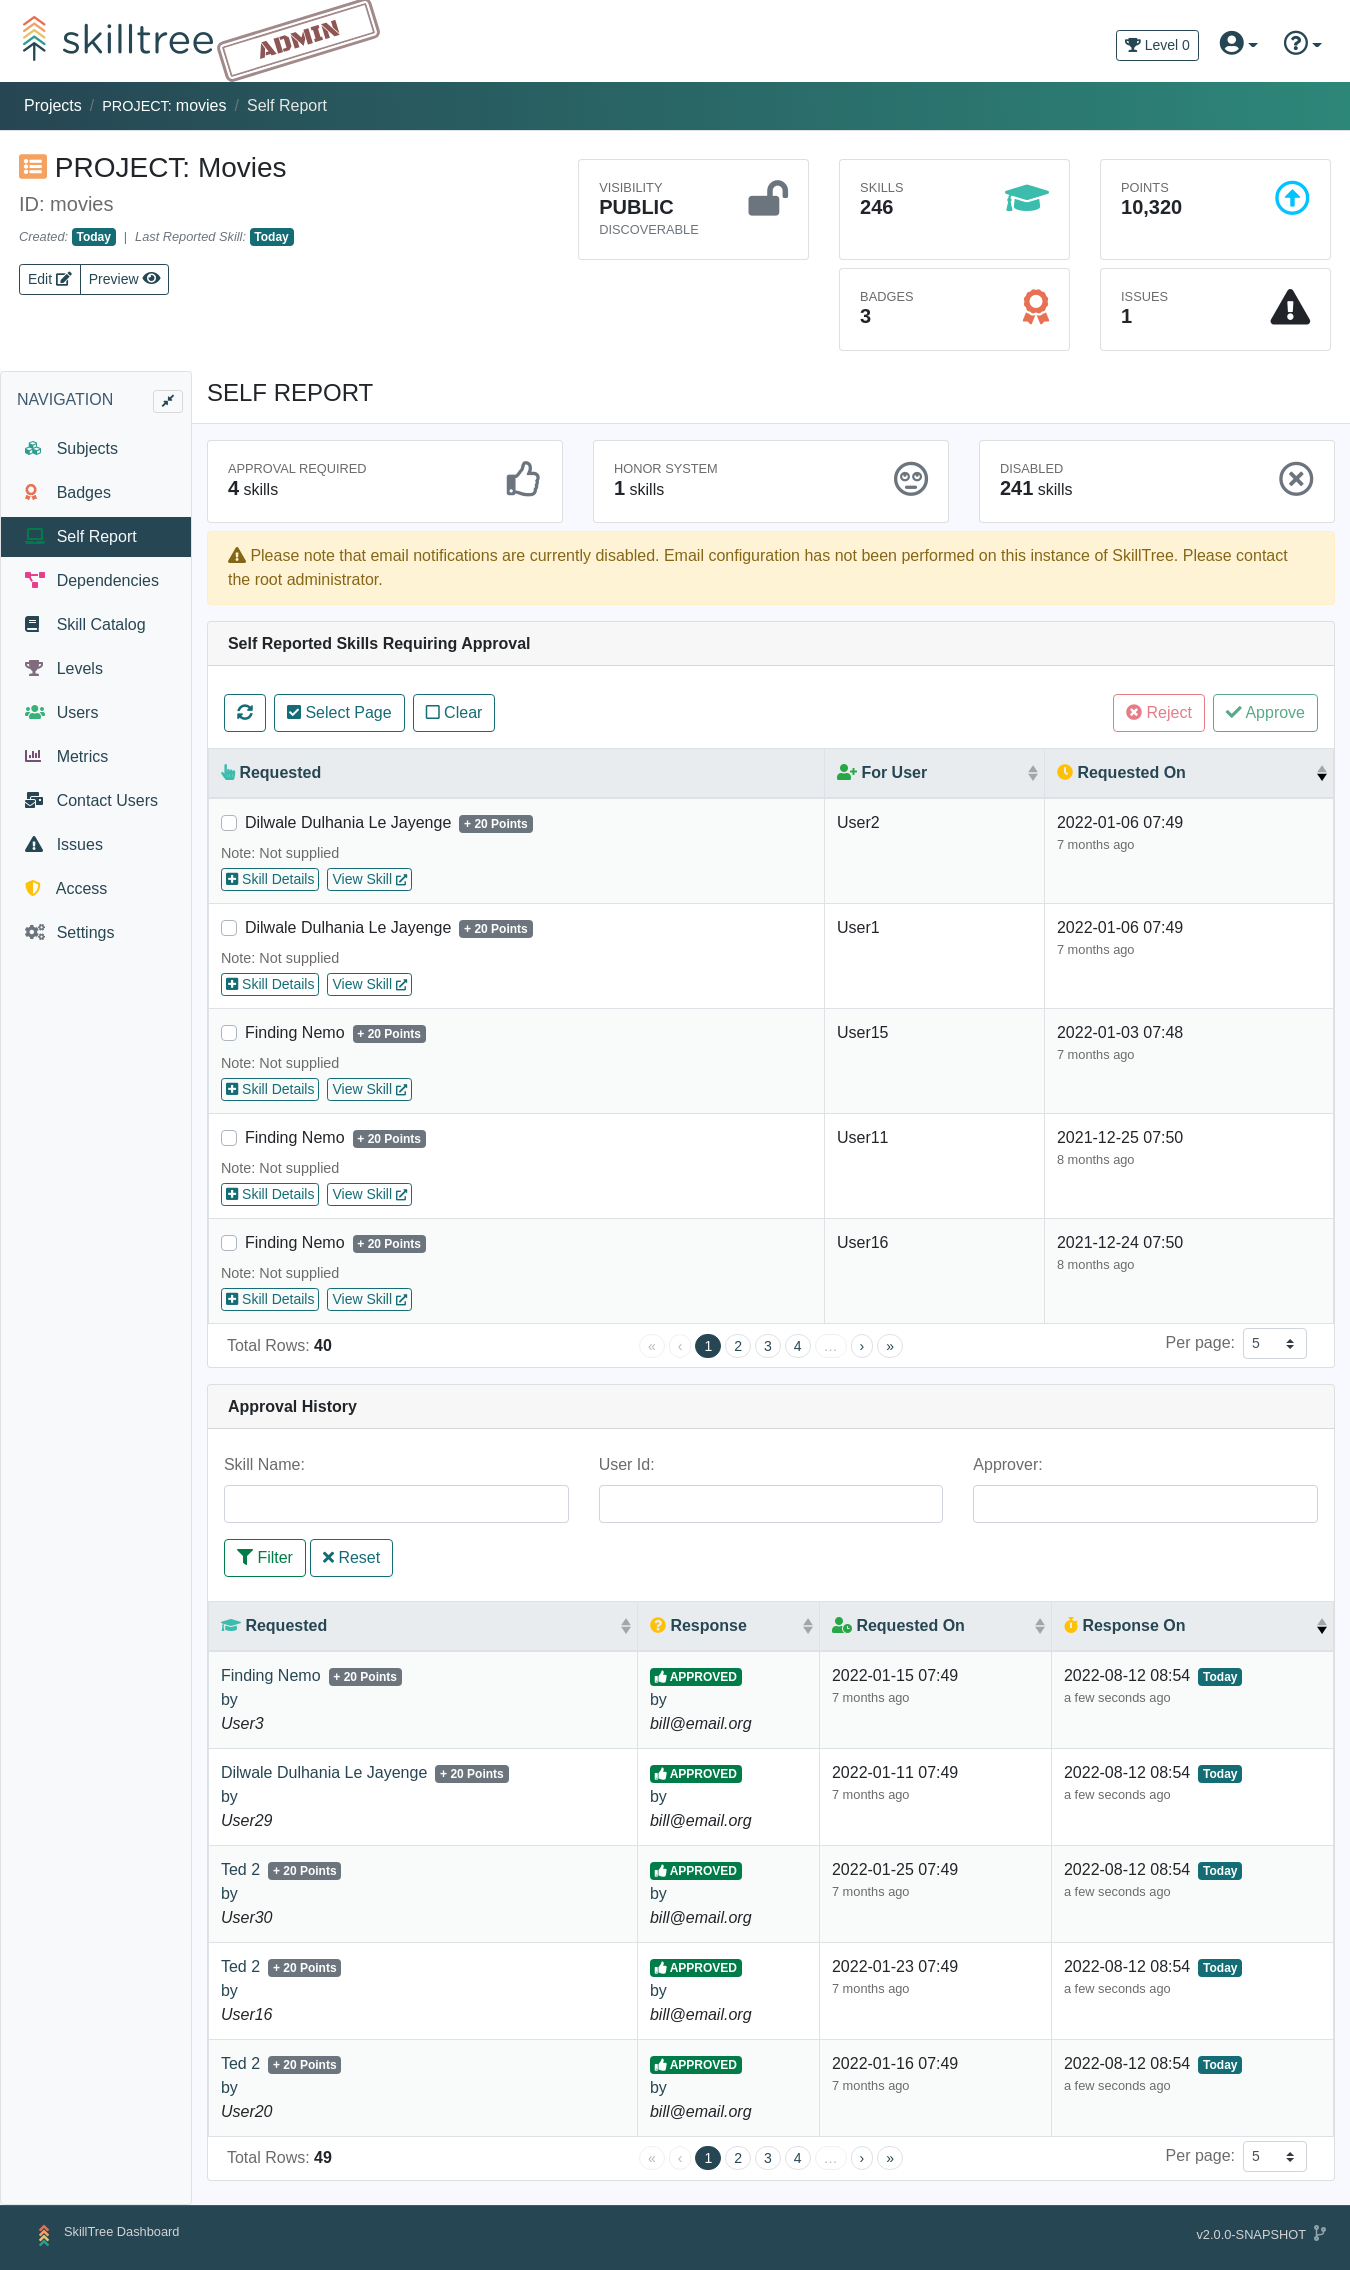 skilltree ADMIN
Level 0
Projects / PROJECT: movies / Self Report
PROJECT: Movies
ID: movies
Created: Today | Last Reported Skill: Today
Edit Preview
VISIBILITY
PUBLIC
DISCOVERABLE
SKILLS
246
POINTS
10,320
BADGES
3
ISSUES
1
NAVIGATION
Subjects
Badges
Self Report
Dependencies
Skill Catalog
Levels
Users
Metrics
Contact Users
Issues
Access
Settings
SELF REPORT
APPROVAL REQUIRED
4 skills
HONOR SYSTEM
1 skills
DISABLED
241 skills
Please note that email notifications are currently disabled. Email configuration has not been performed on this instance of SkillTree. Please contact
the root administrator.
Self Reported Skills Requiring Approval
Select Page Clear Reject Approve
Requested For User Requested On
Dilwale Dulhania Le Jayenge + 20 Points User2 2022-01-06 07:49
7 months ago
Note: Not supplied
Skill Details View Skill
Dilwale Dulhania Le Jayenge + 20 Points User1 2022-01-06 07:49
7 months ago
Note: Not supplied
Skill Details View Skill
Finding Nemo + 20 Points User15 2022-01-03 07:48
7 months ago
Note: Not supplied
Skill Details View Skill
Finding Nemo + 20 Points User11 2021-12-25 07:50
8 months ago
Note: Not supplied
Skill Details View Skill
Finding Nemo + 20 Points User16 2021-12-24 07:50
8 months ago
Note: Not supplied
Skill Details View Skill
Total Rows: 40 « ‹ 1 2 3 4 … › » Per page: 5
Approval History
Skill Name: User Id: Approver:
Filter Reset
Requested Response Requested On Response On
Finding Nemo + 20 Points APPROVED 2022-01-15 07:49 2022-08-12 08:54 Today
by by 7 months ago a few seconds ago
User3 bill@email.org
Dilwale Dulhania Le Jayenge + 20 Points APPROVED 2022-01-11 07:49 2022-08-12 08:54 Today
by by 7 months ago a few seconds ago
User29 bill@email.org
Ted 2 + 20 Points APPROVED 2022-01-25 07:49 2022-08-12 08:54 Today
by by 7 months ago a few seconds ago
User30 bill@email.org
Ted 2 + 20 Points APPROVED 2022-01-23 07:49 2022-08-12 08:54 Today
by by 7 months ago a few seconds ago
User16 bill@email.org
Ted 2 + 20 Points APPROVED 2022-01-16 07:49 2022-08-12 08:54 Today
by by 7 months ago a few seconds ago
User20 bill@email.org
Total Rows: 49 « ‹ 1 2 3 4 … › » Per page: 5
SkillTree Dashboard v2.0.0-SNAPSHOT